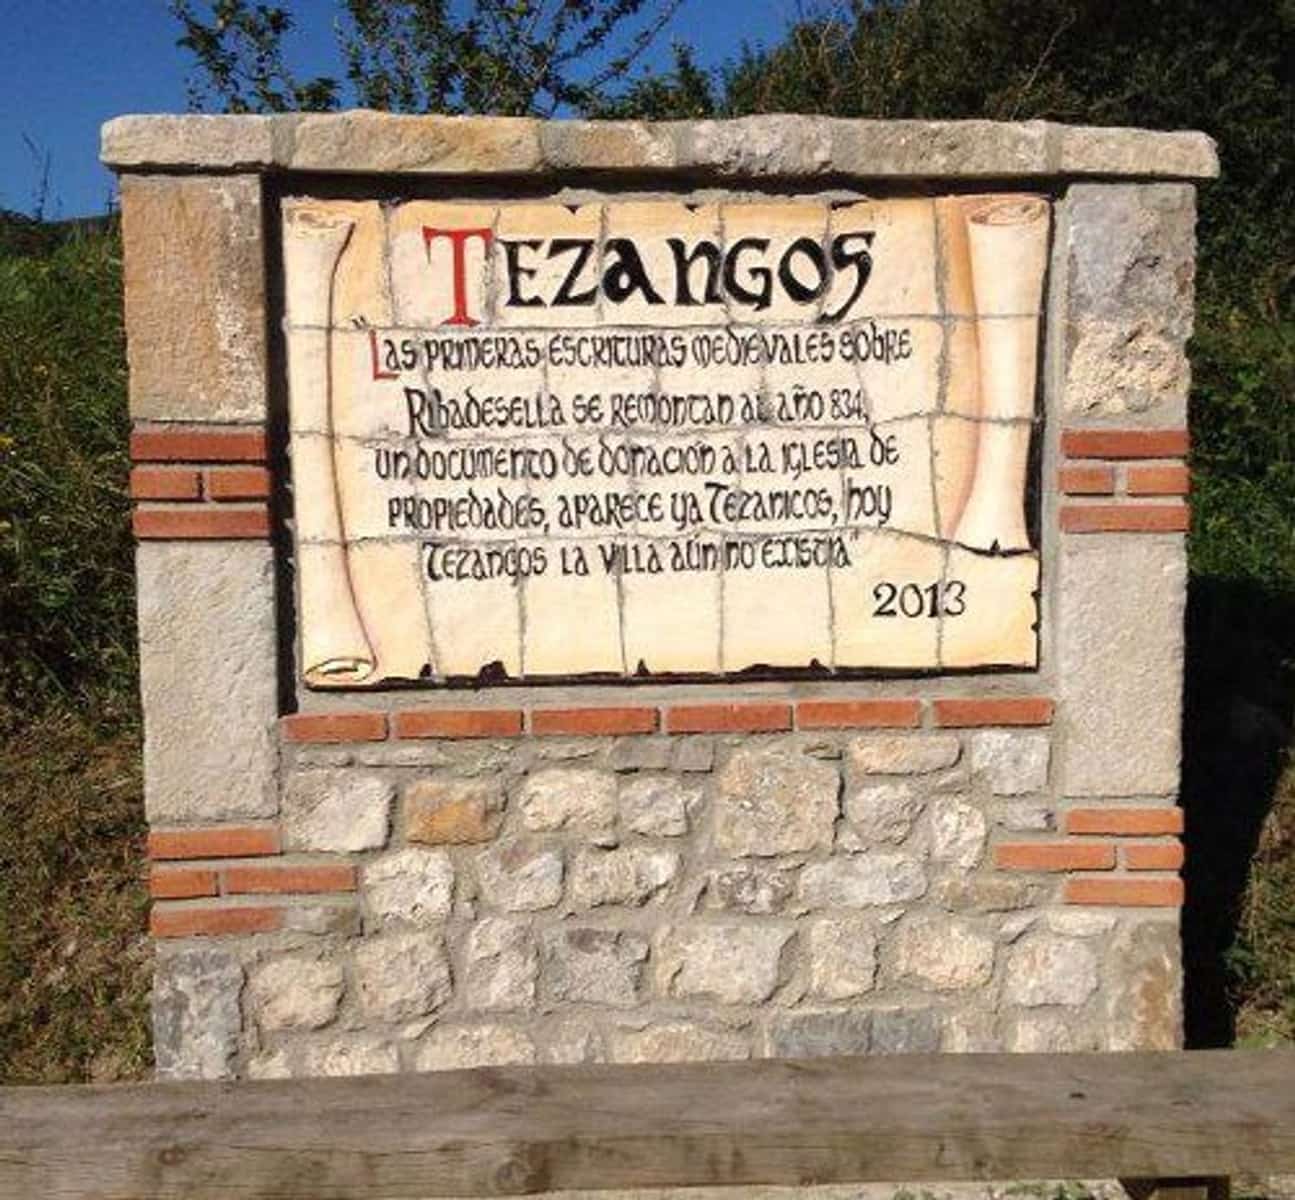 TEZANGOS
"LAS PRIMERAS ESCRITURAS MEDIEVALES SOBRE
RIBADESELLA SE REMONTAN AL AÑO 834,
UN DOCUMENTO DE DONACIÓN A LA IGLESIA DE
PROPIEDADES, APARECE YA TEZANICOS, HOY
TEZANGOS LA VILLA AÚN NO EXISTIA"
2013